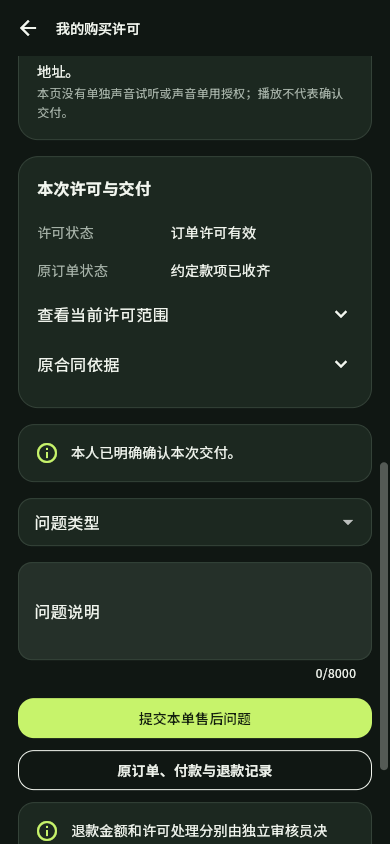 我的购买许可
地址。
本页没有单独声音试听或声音单用授权；播放不代表确认
交付。
本次许可与交付
许可状态 订单许可有效
原订单状态 约定款项已收齐
查看当前许可范围
原合同依据
本人已明确确认本次交付。
问题类型
问题说明
0/8000
提交本单售后问题
原订单、付款与退款记录
退款金额和许可处理分别由独立审核员决